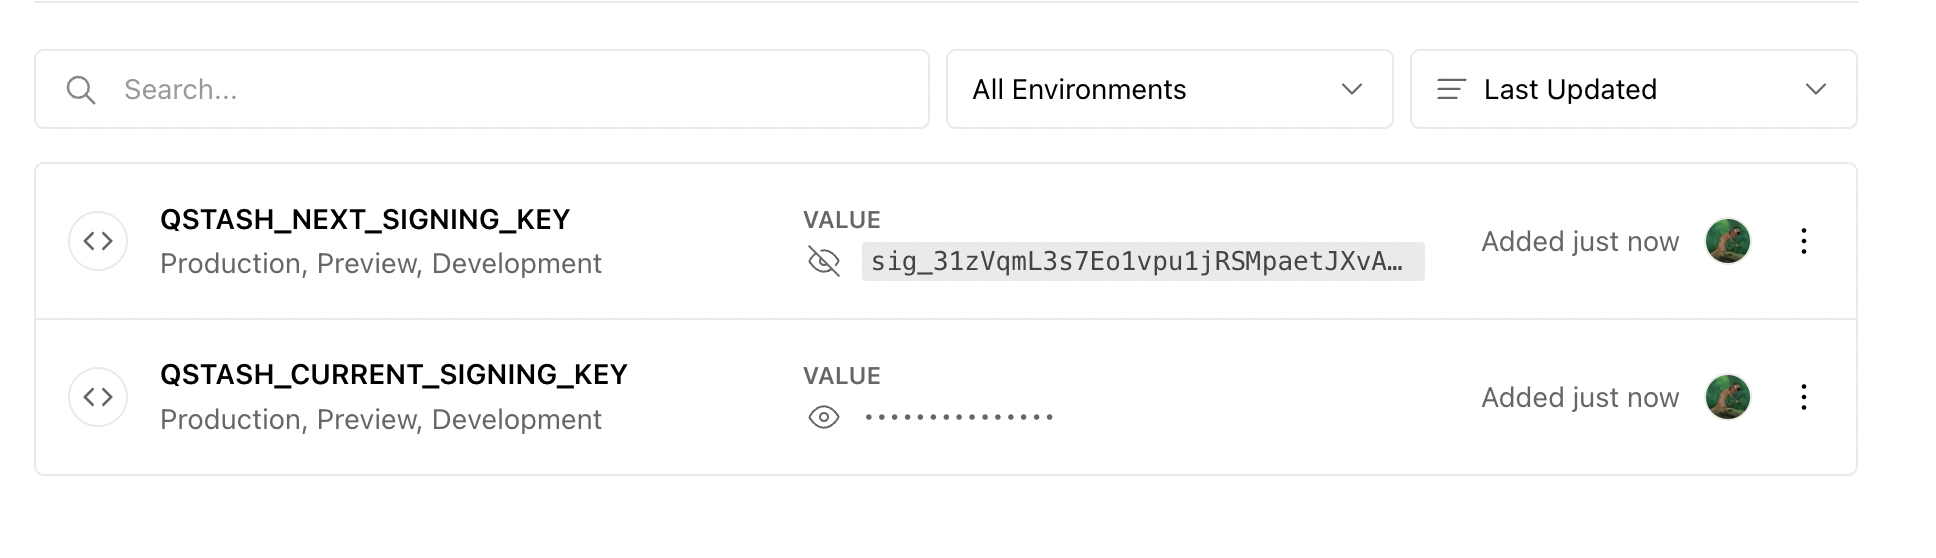 Search...
All Environments
Last Updated
QSTASH_NEXT_SIGNING_KEY
Production, Preview, Development
VALUE
sig_31zVqmL3s7Eo1vpu1jRSMpaetJXvA…
Added just now
QSTASH_CURRENT_SIGNING_KEY
Production, Preview, Development
VALUE
•••••••••••••••
Added just now